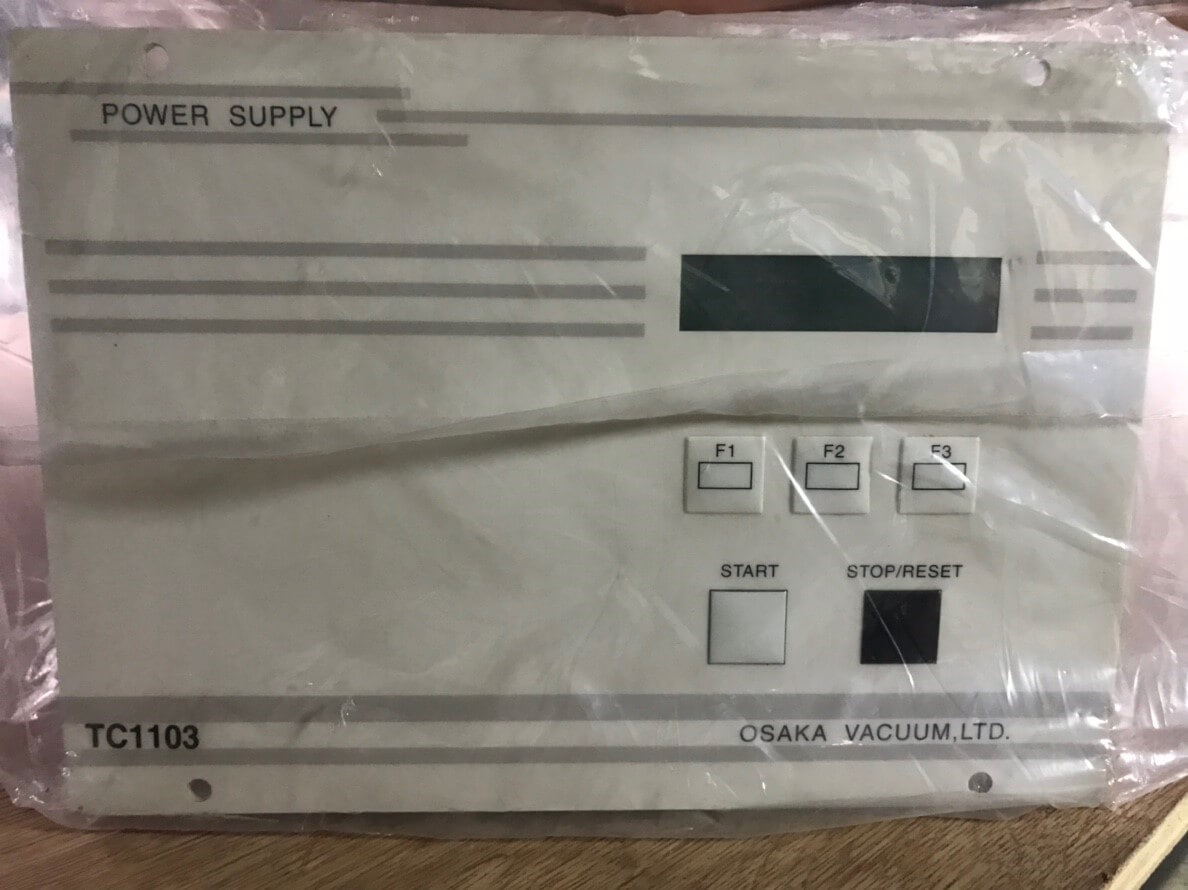 POWER SUPPLY
F1 F2 F3
START STOP/RESET
TC1103 OSAKA VACUUM,LTD.